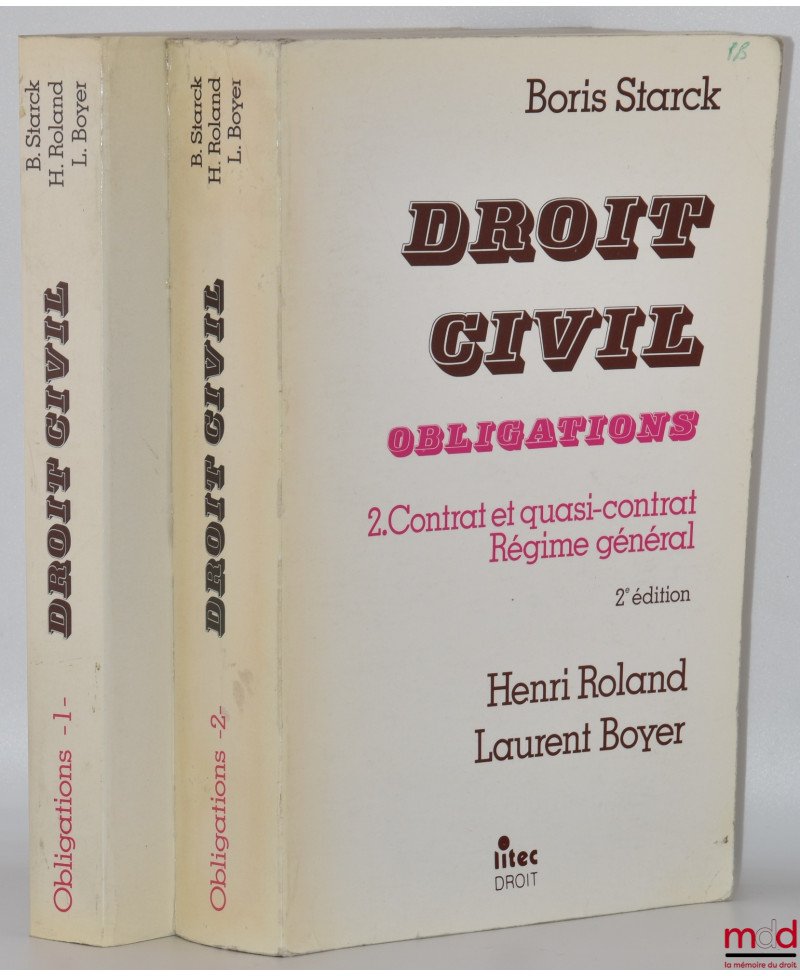 B. Starck
H. Roland
L. Boyer
DROIT CIVIL
Obligations -1-
B. Starck
H. Roland
L. Boyer
DROIT CIVIL
Obligations -2-
PB
Boris Starck
DROIT
CIVIL
OBLIGATIONS
2.Contrat et quasi-contrat
Régime général
2e édition
Henri Roland
Laurent Boyer
litec
DROIT
mdd
la mémoire du droit